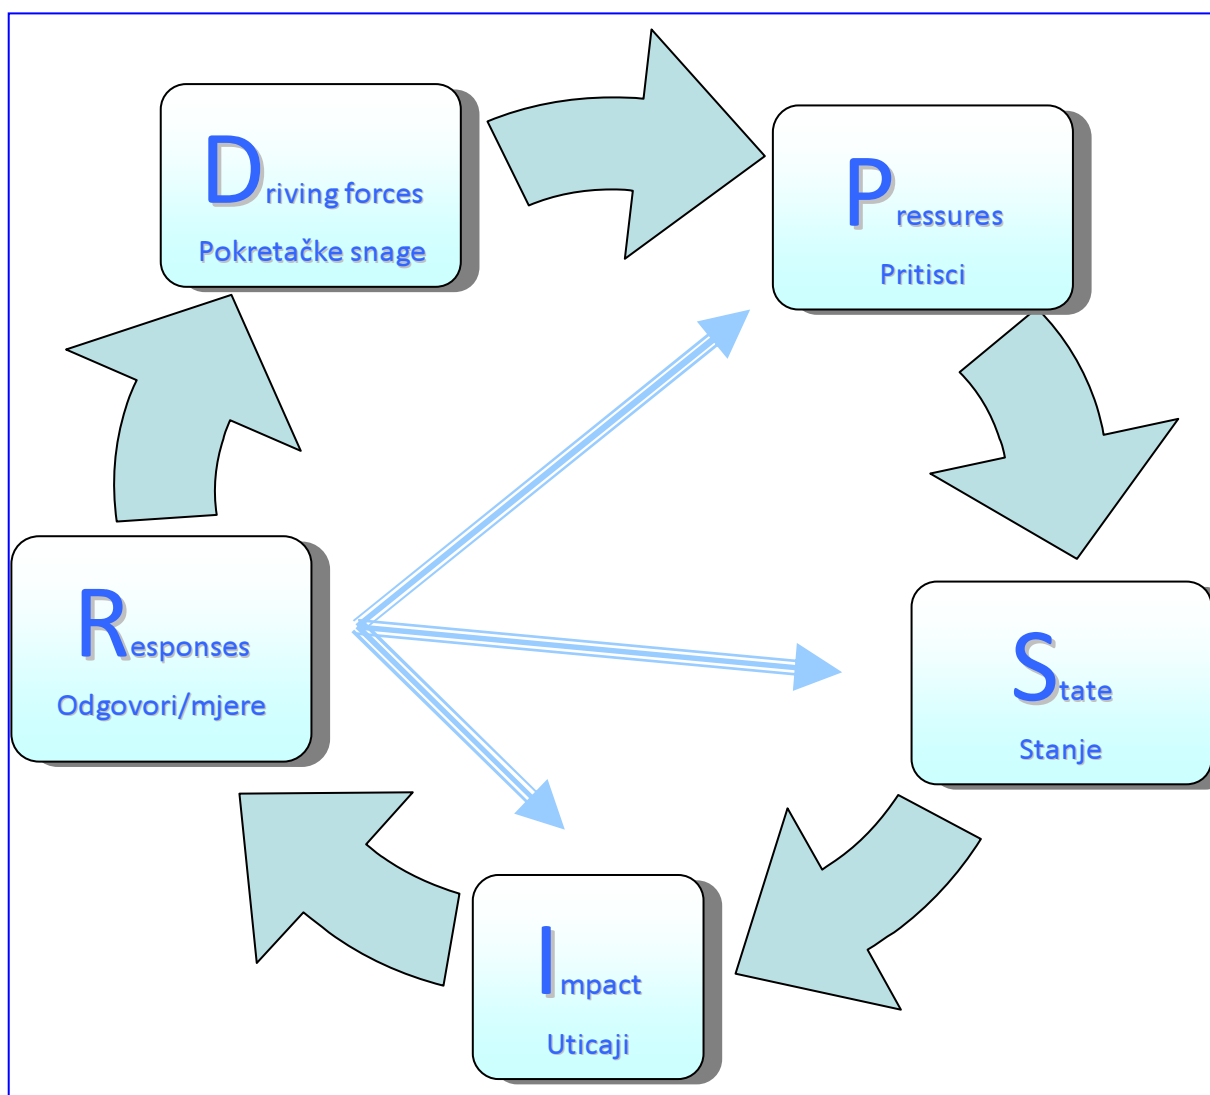 Driving forces
Pokretačke snage
Pressures
Pritisci
Responses
Odgovori/mjere
State
Stanje
Impact
Uticaji